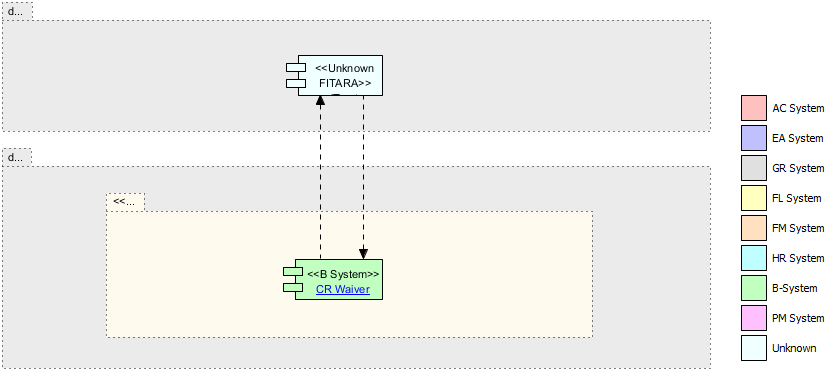 d...
<<Unknown
FITARA>>
d...
<<...
<<B System>>
CR Waiver
AC System
EA System
GR System
FL System
FM System
HR System
B-System
PM System
Unknown